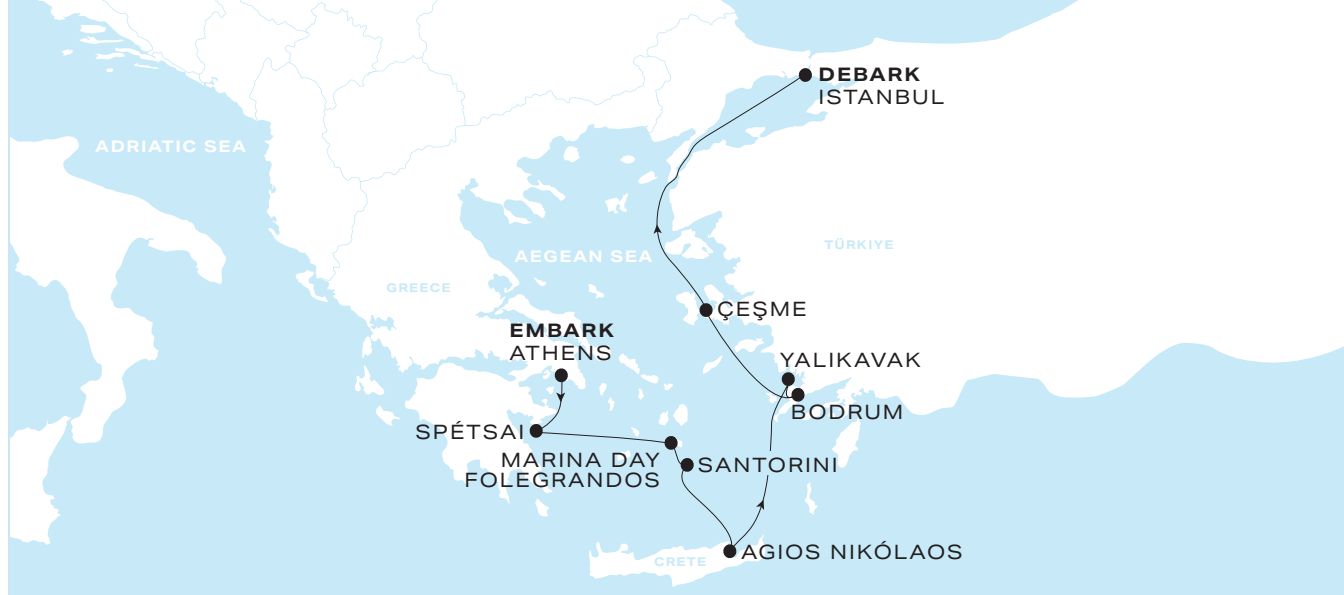 DEBARK
ISTANBUL
ADRIATIC SEA
TÜRKIYE
AEGEAN SEA
GREECE
ÇEŞME
EMBARK
ATHENS
YALIKAVAK
BODRUM
SPÉTSAI
MARINA DAY
FOLEGRANDOS
SANTORINI
AGIOS NIKÓLAOS
CRETE